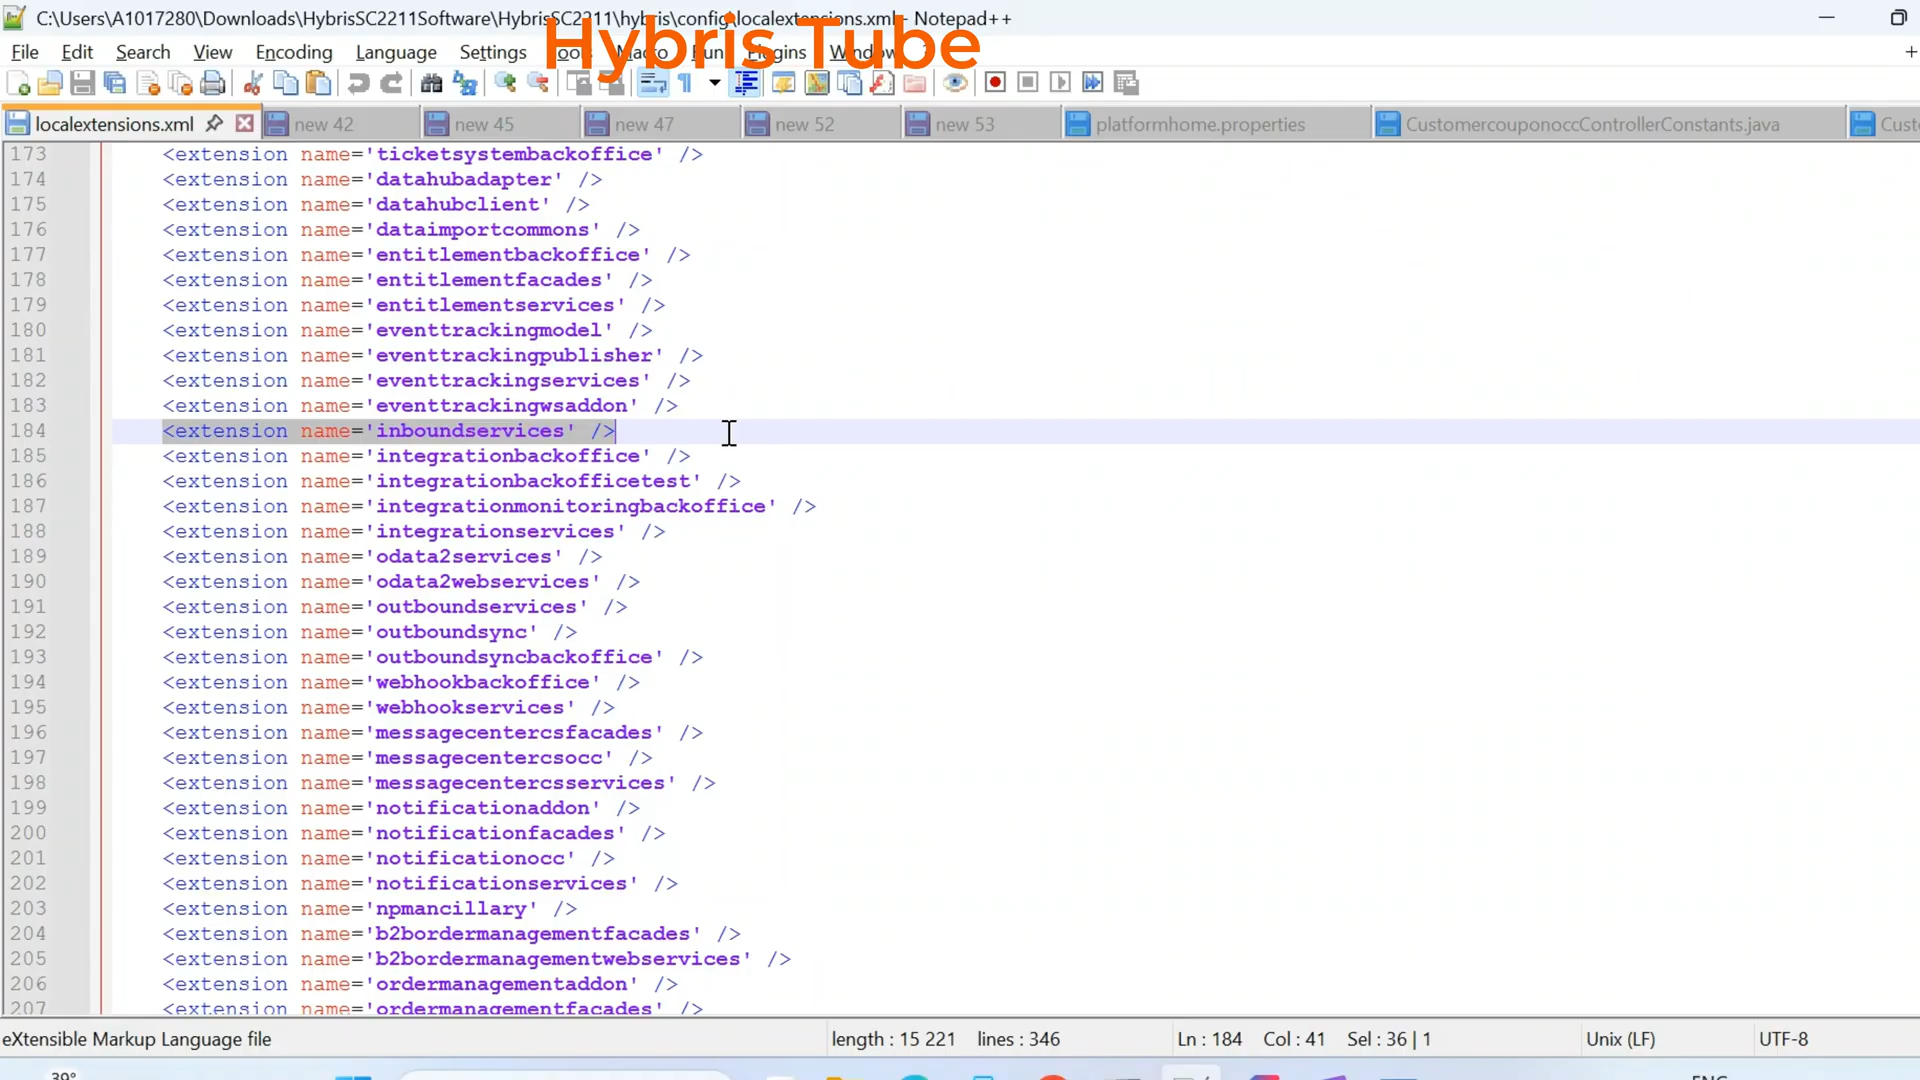 C:\Users\A1017280\Downloads\HybrisSC2211Software\HybrisSC2211\hybris\config\localextensions.xml - Notepad++
Hybris Tube
File Edit Search View Encoding Language Settings Tools Macro Run Plugins Window +
localextensions.xml new 42 new 45 new 47 new 52 new 53 platformhome.properties CustomercouponoccControllerConstants.java Cust
173 <extension name='ticketsystembackoffice' />
174 <extension name='datahubadapter' />
175 <extension name='datahubclient' />
176 <extension name='dataimportcommons' />
177 <extension name='entitlementbackoffice' />
178 <extension name='entitlementfacades' />
179 <extension name='entitlementservices' />
180 <extension name='eventtrackingmodel' />
181 <extension name='eventtrackingpublisher' />
182 <extension name='eventtrackingservices' />
183 <extension name='eventtrackingwsaddon' />
184 <extension name='inboundservices' />
185 <extension name='integrationbackoffice' />
186 <extension name='integrationbackofficetest' />
187 <extension name='integrationmonitoringbackoffice' />
188 <extension name='integrationservices' />
189 <extension name='odata2services' />
190 <extension name='odata2webservices' />
191 <extension name='outboundservices' />
192 <extension name='outboundsync' />
193 <extension name='outboundsyncbackoffice' />
194 <extension name='webhookbackoffice' />
195 <extension name='webhookservices' />
196 <extension name='messagecentercsfacades' />
197 <extension name='messagecentercsocc' />
198 <extension name='messagecentercsservices' />
199 <extension name='notificationaddon' />
200 <extension name='notificationfacades' />
201 <extension name='notificationocc' />
202 <extension name='notificationservices' />
203 <extension name='npmancillary' />
204 <extension name='b2bordermanagementfacades' />
205 <extension name='b2bordermanagementwebservices' />
206 <extension name='ordermanagementaddon' />
207 <extension name='ordermanagementfacades' />
eXtensible Markup Language file length : 15 221 lines : 346 Ln : 184 Col : 41 Sel : 36 | 1 Unix (LF) UTF-8
39° ENG